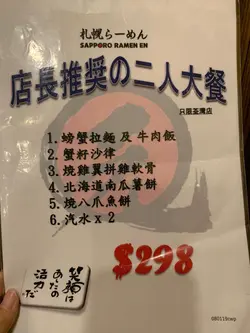 札幌らーめん
SAPPORO RAMEN EN
店長推奨の二人大餐
只限荃灣店
1. 螃蟹拉麵 及 牛肉飯
2. 蟹籽沙律
3. 燒雞翼拼雞軟骨
4. 北海道南瓜薯餅
5. 燒八爪魚餅
6. 汽水 x 2
$298
笑顔は
あしたの
活力だ